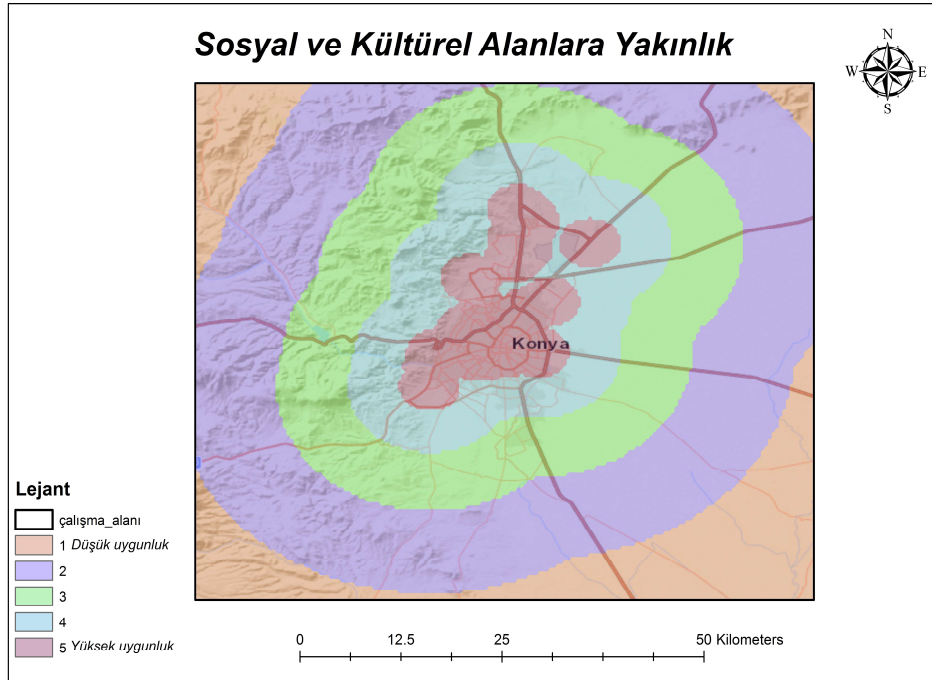 Sosyal ve Kültürel Alanlara Yakınlık
N
W E
S
Konya
Lejant
çalışma_alanı
1 Düşük uygunluk
2
3
4
5 Yüksek uygunluk
0 12.5 25 50 Kilometers